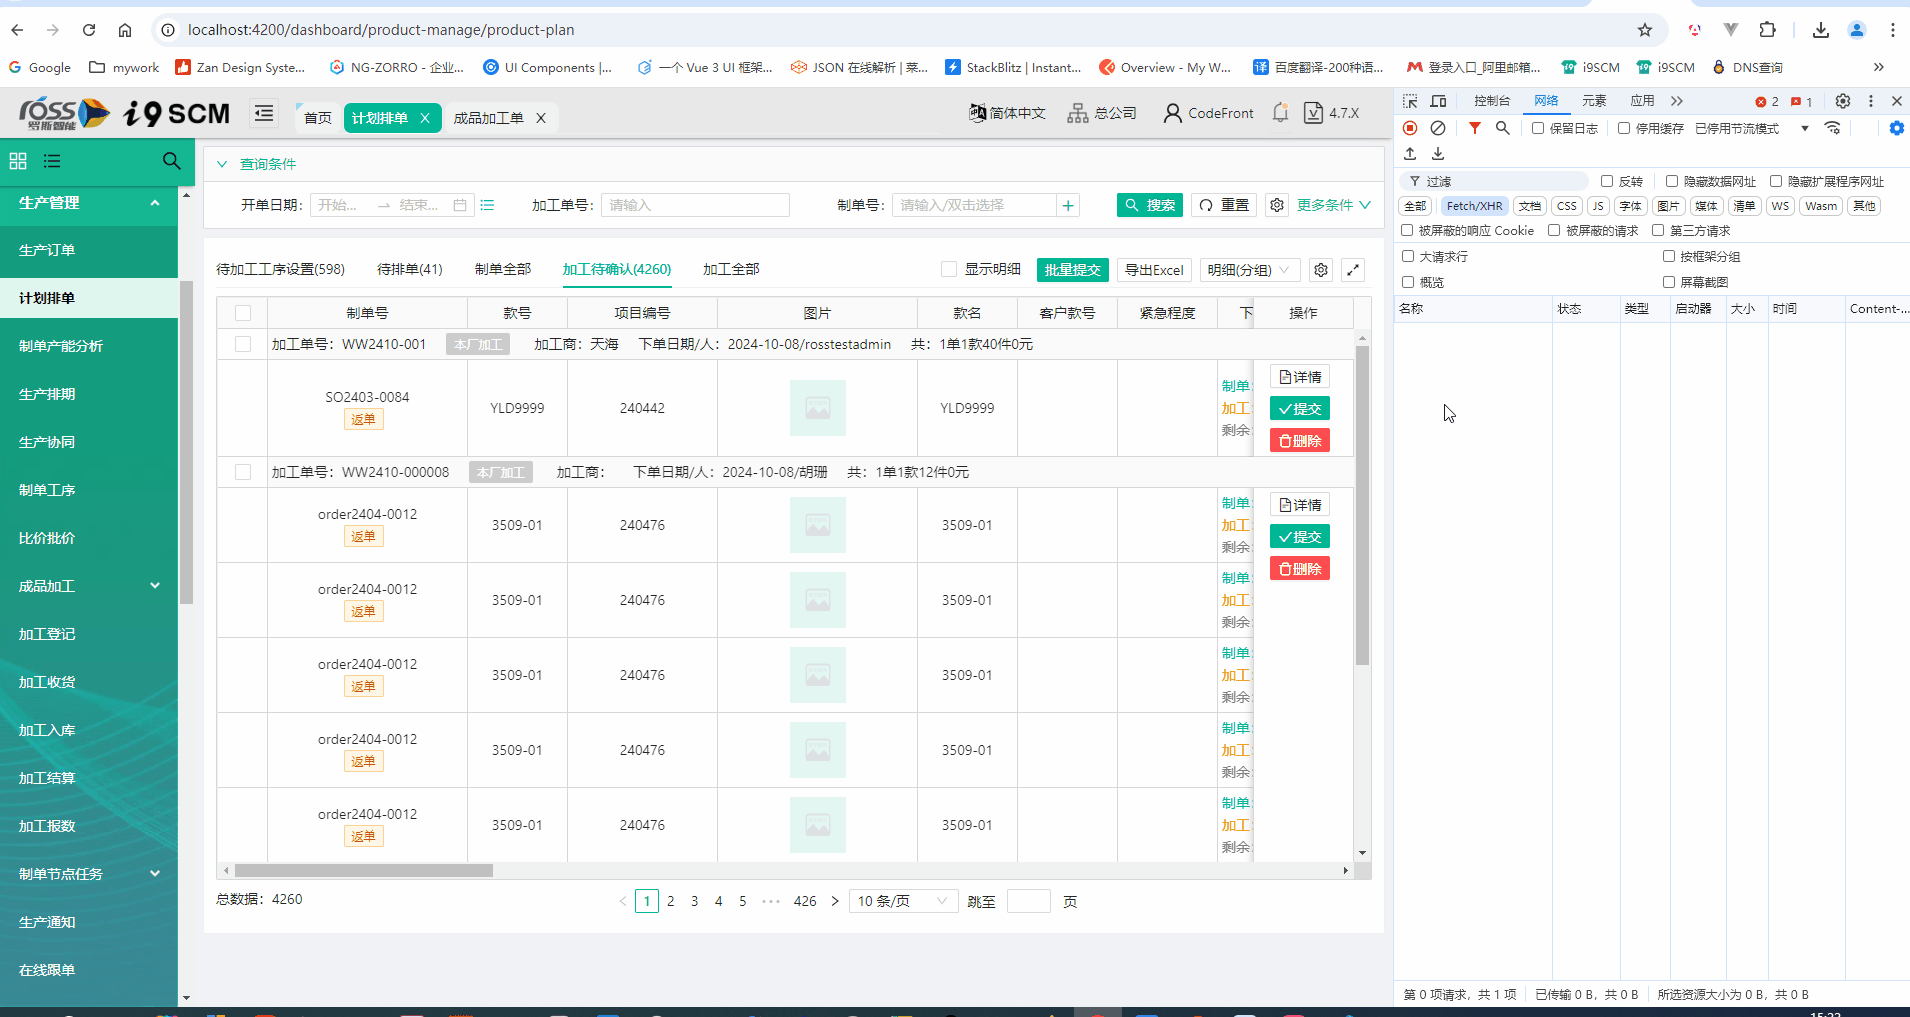 localhost:4200/dashboard/product-manage/product-plan
Google mywork Zan Design Syste... NG-ZORRO - 企业... UI Components |... 一个 Vue 3 UI 框架... JSON 在线解析 | 菜... StackBlitz | Instant... Overview - My W... 百度翻译-200种语... 登录入口_阿里邮箱... i9SCM i9SCM DNS查询
ross 罗斯智能 i9 SCM
首页 计划排单 成品加工单
简体中文 总公司 CodeFront 4.7.X
生产管理
生产订单
计划排单
制单产能分析
生产排期
生产协同
制单工序
比价批价
成品加工
加工登记
加工收货
加工入库
加工结算
加工报数
制单节点任务
生产通知
在线跟单
查询条件
开单日期: 开始... 结束... 加工单号: 请输入 制单号: 请输入/双击选择 搜索 重置 更多条件
待加工工序设置(598) 待排单(41) 制单全部 加工待确认(4260) 加工全部 显示明细 批量提交 导出Excel 明细(分组)
制单号 款号 项目编号 图片 款名 客户款号 紧急程度 下 操作
加工单号: WW2410-001 本厂加工 加工商: 天海 下单日期/人: 2024-10-08/rosstestadmin 共: 1单1款40件0元
SO2403-0084 返单 YLD9999 240442 YLD9999 制单: 加工: 剩余: 详情 提交 删除
加工单号: WW2410-000008 本厂加工 加工商: 下单日期/人: 2024-10-08/胡珊 共: 1单1款12件0元
order2404-0012 返单 3509-01 240476 3509-01 制单: 加工: 剩余: 详情 提交 删除
order2404-0012 返单 3509-01 240476 3509-01 制单: 加工: 剩余:
order2404-0012 返单 3509-01 240476 3509-01 制单: 加工: 剩余:
order2404-0012 返单 3509-01 240476 3509-01 制单: 加工: 剩余:
order2404-0012 返单 3509-01 240476 3509-01 制单: 加工: 剩余:
总数据: 4260 1 2 3 4 5 ••• 426 10 条/页 跳至 页
控制台 网络 元素 应用 2 1
保留日志 停用缓存 已停用节流模式
过滤 反转 隐藏数据网址 隐藏扩展程序网址
全部 Fetch/XHR 文档 CSS JS 字体 图片 媒体 清单 WS Wasm 其他
被屏蔽的响应 Cookie 被屏蔽的请求 第三方请求
大请求行 按框架分组
概览 屏幕截图
名称 状态 类型 启动器 大小 时间 Content-...
第 0 项请求，共 1 项 已传输 0 B，共 0 B 所选资源大小为 0 B，共 0 B